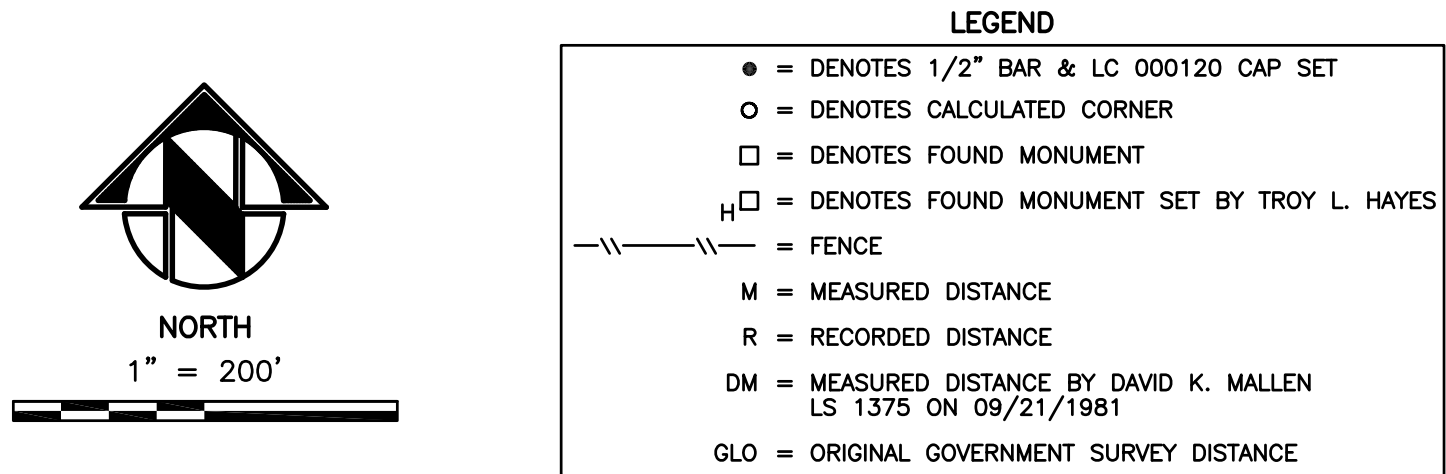 LEGEND
● = DENOTES 1/2” BAR & LC 000120 CAP SET
○ = DENOTES CALCULATED CORNER
□ = DENOTES FOUND MONUMENT
H□ = DENOTES FOUND MONUMENT SET BY TROY L. HAYES
= FENCE
M = MEASURED DISTANCE
R = RECORDED DISTANCE
DM = MEASURED DISTANCE BY DAVID K. MALLEN
LS 1375 ON 09/21/1981
GLO = ORIGINAL GOVERNMENT SURVEY DISTANCE
N
NORTH
1” = 200’